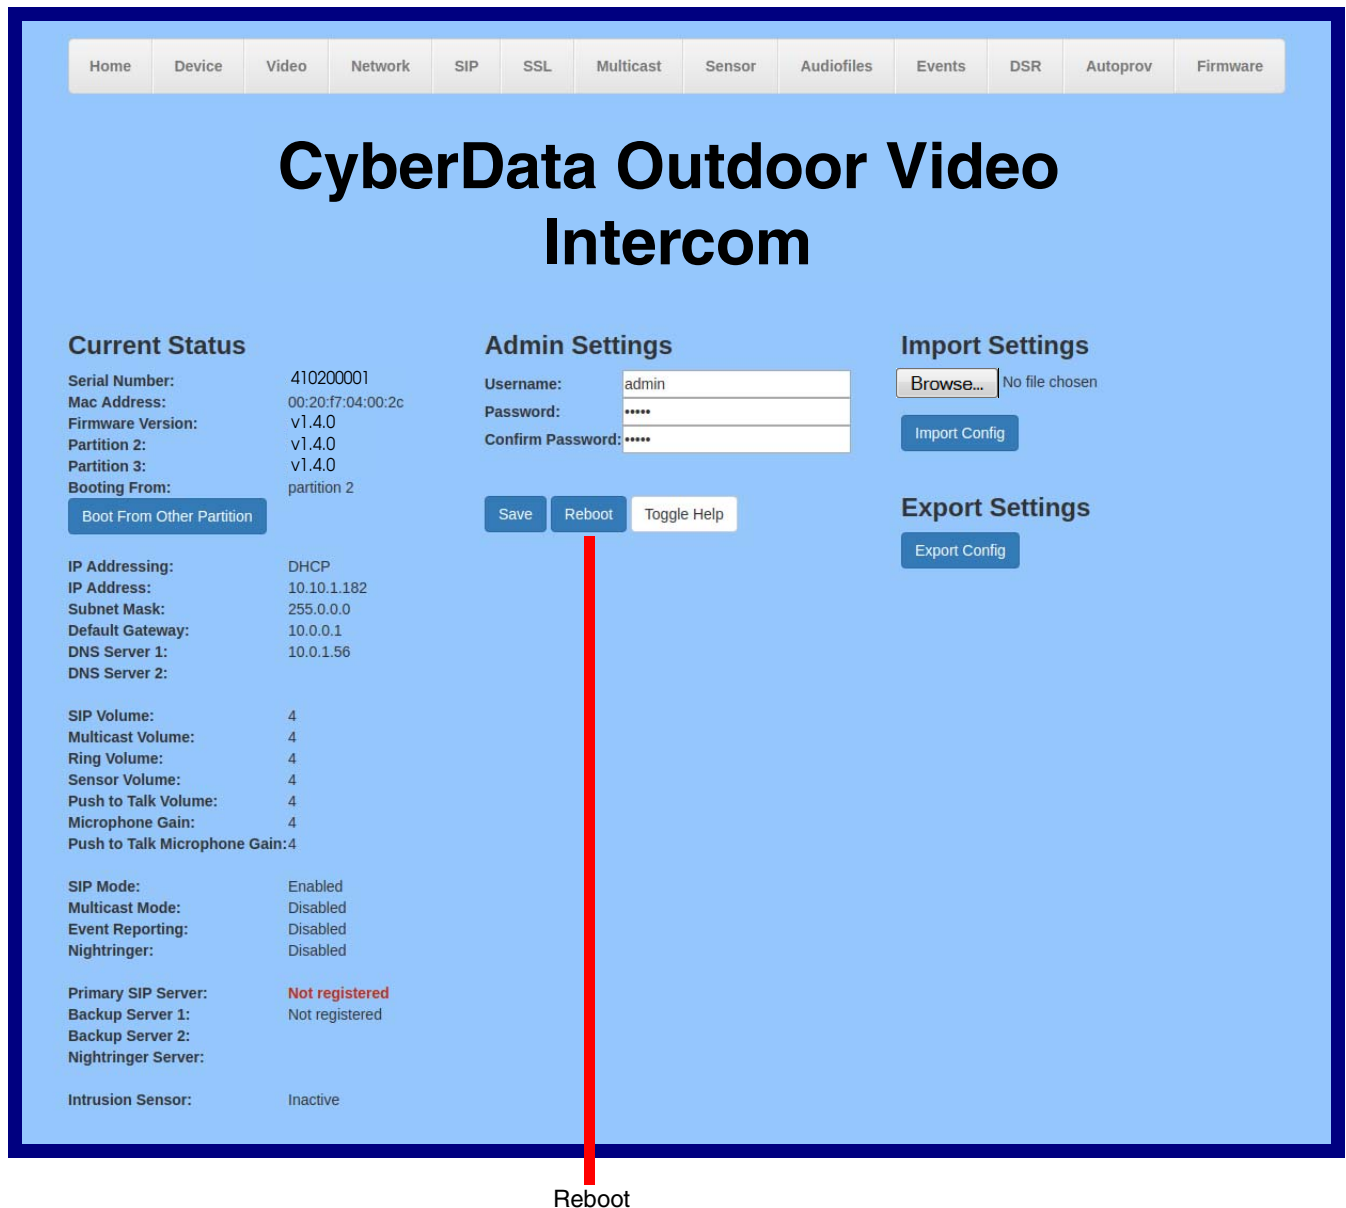 Home Device Video Network SIP SSL Multicast Sensor Audiofiles Events DSR Autoprov Firmware
CyberData Outdoor Video
Intercom
Current Status
Serial Number: 410200001
Mac Address: 00:20:f7:04:00:2c
Firmware Version: v1.4.0
Partition 2: v1.4.0
Partition 3: v1.4.0
Booting From: partition 2
Boot From Other Partition
IP Addressing: DHCP
IP Address: 10.10.1.182
Subnet Mask: 255.0.0.0
Default Gateway: 10.0.0.1
DNS Server 1: 10.0.1.56
DNS Server 2:
SIP Volume: 4
Multicast Volume: 4
Ring Volume: 4
Sensor Volume: 4
Push to Talk Volume: 4
Microphone Gain: 4
Push to Talk Microphone Gain: 4
SIP Mode: Enabled
Multicast Mode: Disabled
Event Reporting: Disabled
Nightringer: Disabled
Primary SIP Server: Not registered
Backup Server 1: Not registered
Backup Server 2:
Nightringer Server:
Intrusion Sensor: Inactive
Admin Settings
Username: admin
Password: •••••
Confirm Password: •••••
Save Reboot Toggle Help
Import Settings
Browse... No file chosen
Import Config
Export Settings
Export Config
Reboot